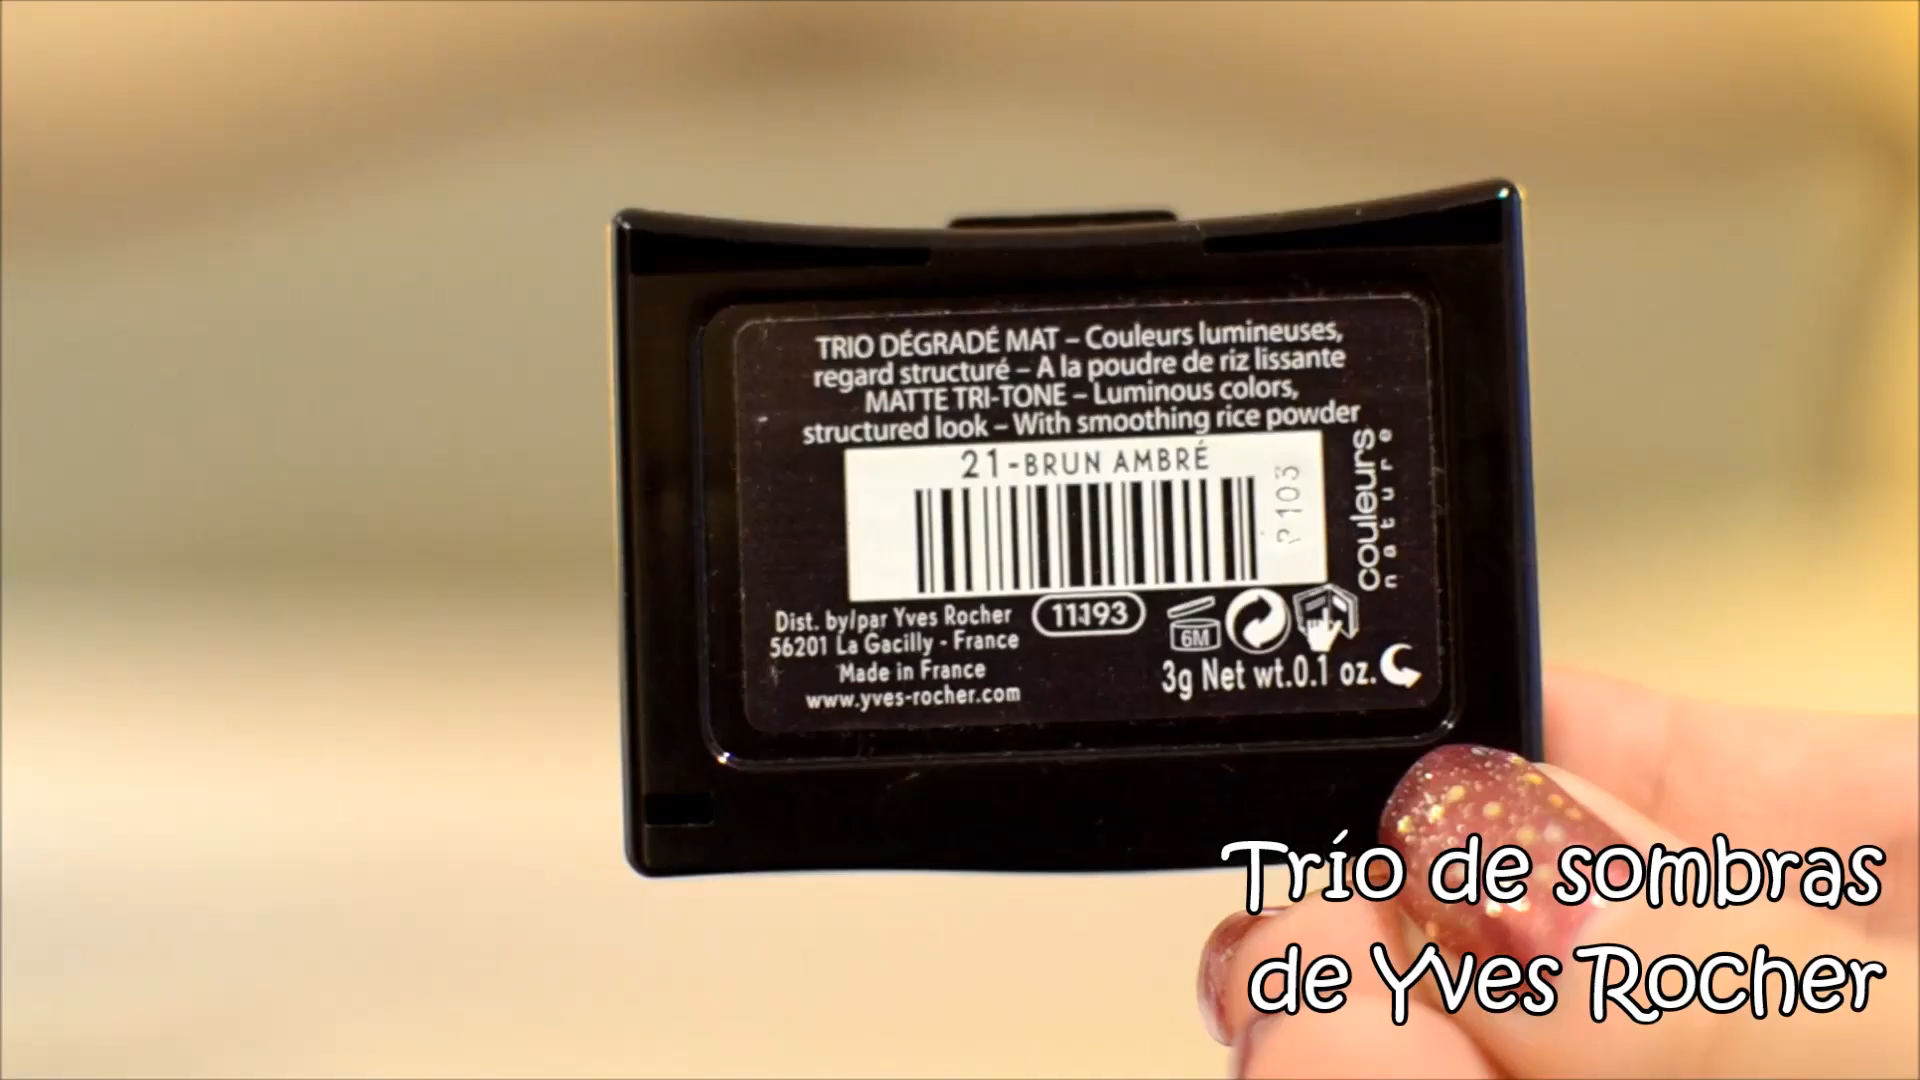 TRIO DÉGRADÉ MAT – Couleurs lumineuses,
regard structuré – A la poudre de riz lissante
MATTE TRI-TONE – Luminous colors,
structured look – With smoothing rice powder
21-BRUN AMBRÉ
P103
couleurs
nature
Dist. by/par Yves Rocher
56201 La Gacilly - France
Made in France
www.yves-rocher.com
11193
6M
3g Net wt.0.1 oz.
Trío de sombras
de Yves Rocher